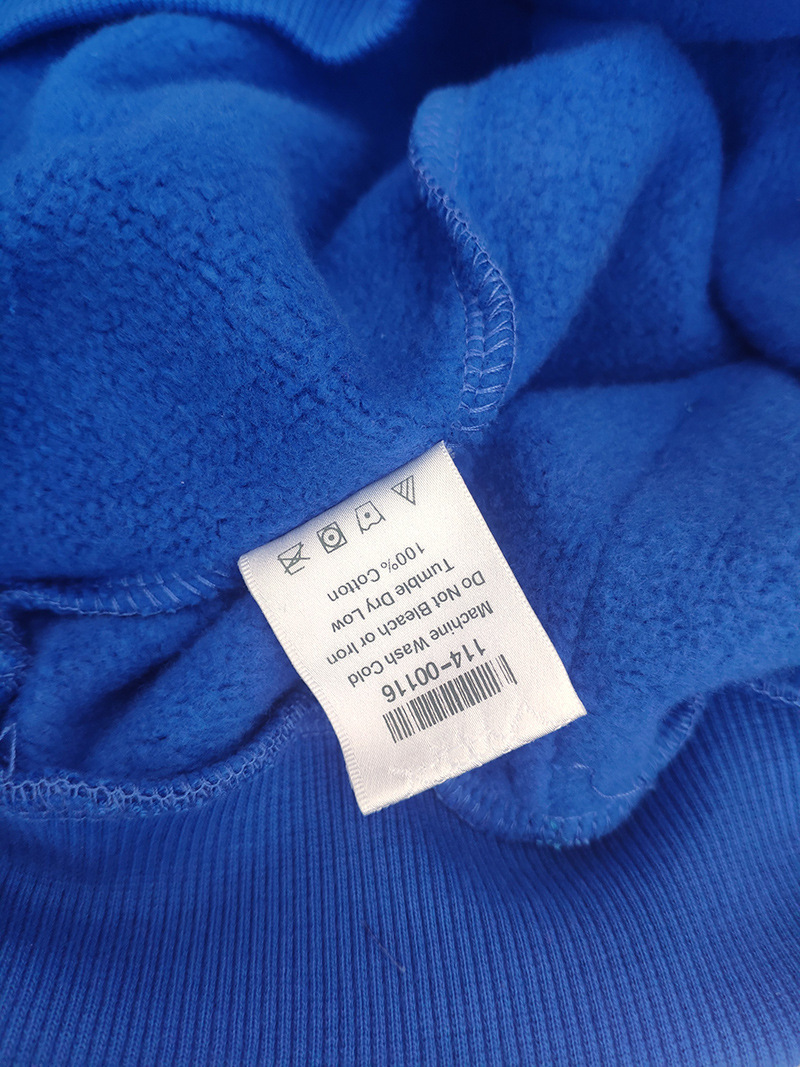 114-00116
Machine Wash Cold
Do Not Bleach or Iron
Tumble Dry Low
100% Cotton